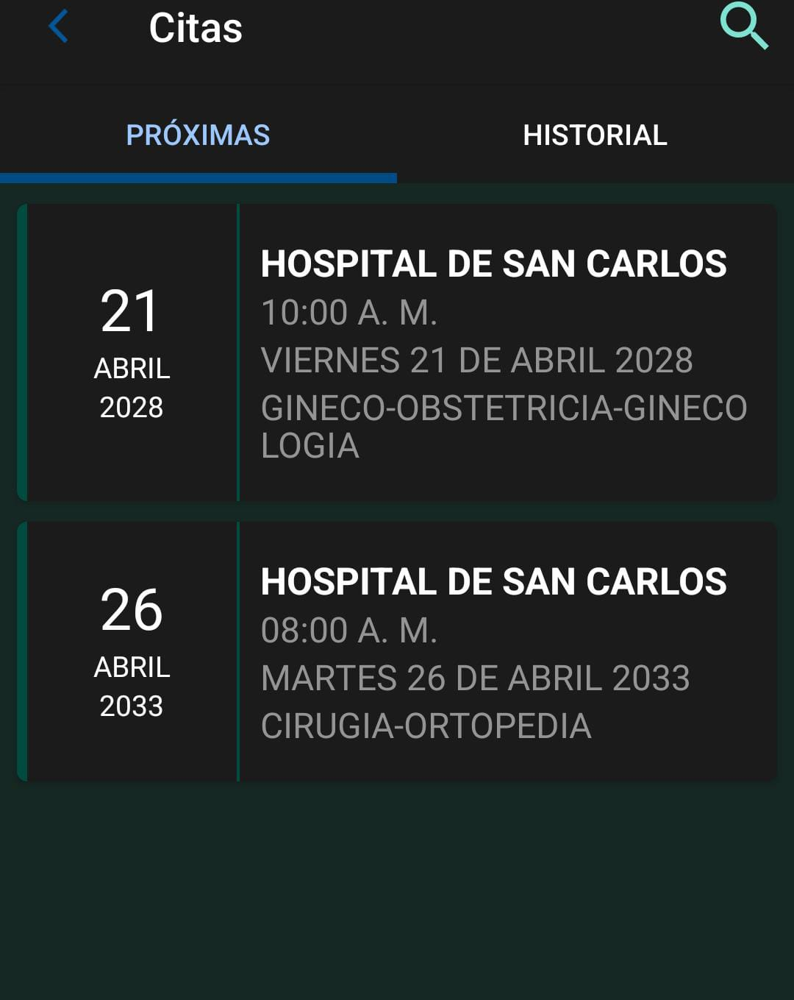 Citas
PRÓXIMAS
HISTORIAL
21
ABRIL
2028
HOSPITAL DE SAN CARLOS
10:00 A. M.
VIERNES 21 DE ABRIL 2028
GINECO-OBSTETRICIA-GINECO
LOGIA
26
ABRIL
2033
HOSPITAL DE SAN CARLOS
08:00 A. M.
MARTES 26 DE ABRIL 2033
CIRUGIA-ORTOPEDIA